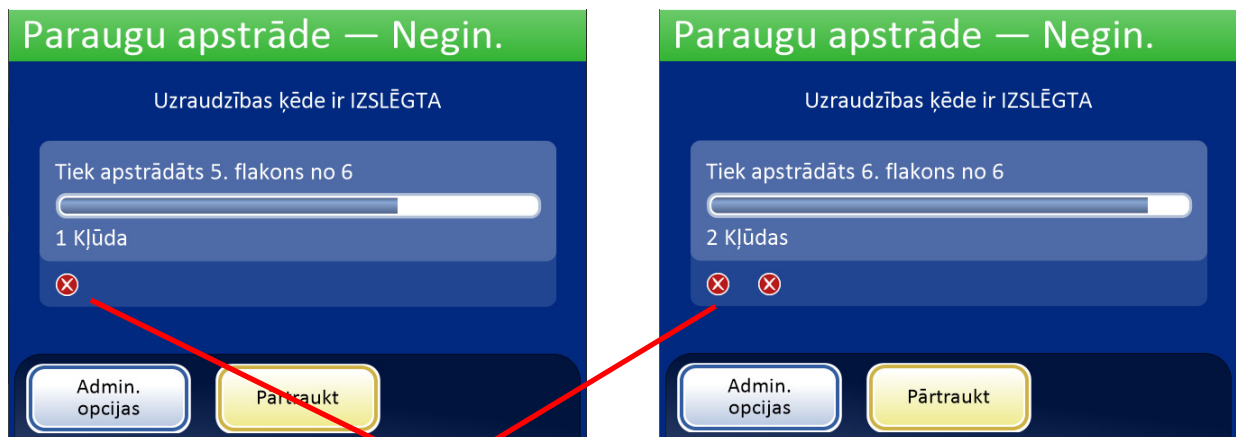 Paraugu apstrāde — Negin.
Uzraudzības ķēde ir IZSLĒGTA
Tiek apstrādāts 5. flakons no 6
1 Kļūda
Admin.
opcijas
Pārtraukt
Paraugu apstrāde — Negin.
Uzraudzības ķēde ir IZSLĒGTA
Tiek apstrādāts 6. flakons no 6
2 Kļūdas
Admin.
opcijas
Pārtraukt